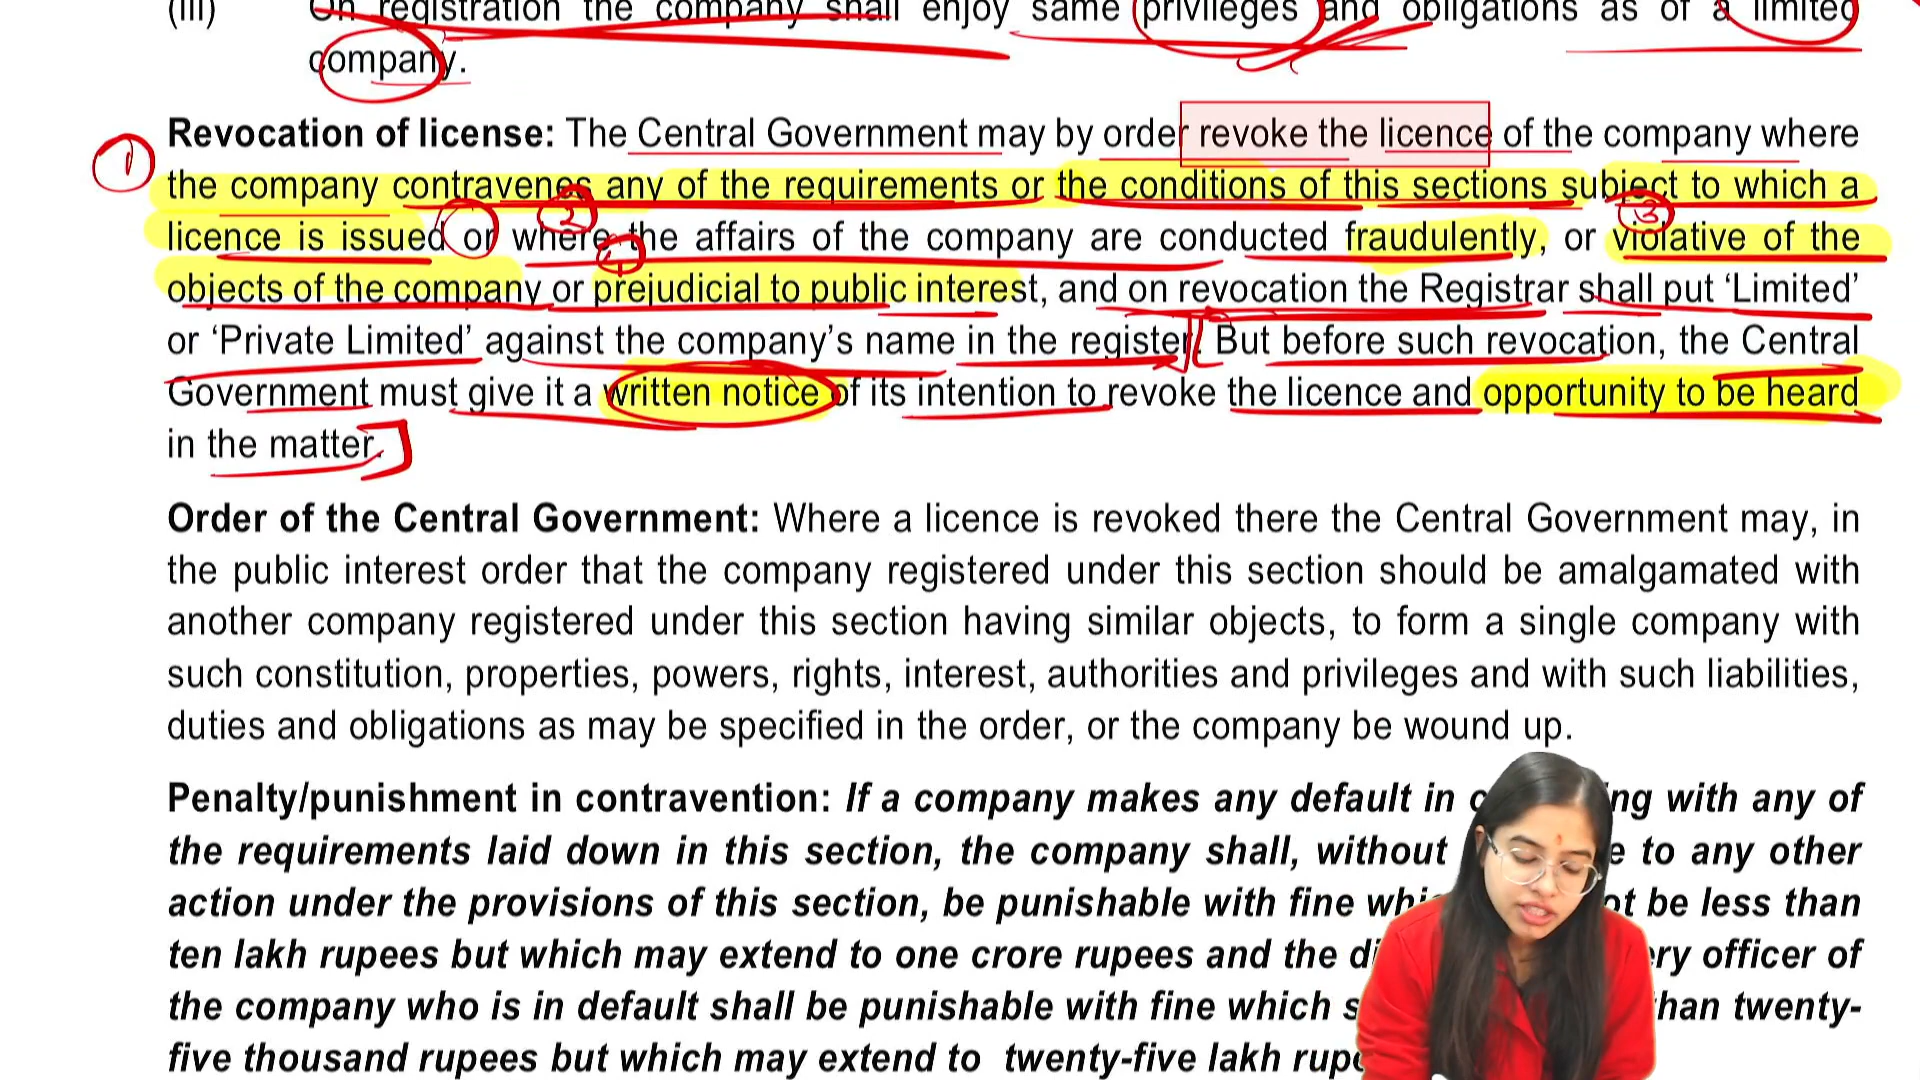 (iii) On registration the company shall enjoy same privileges and obligations as of a limited
company.
Revocation of license: The Central Government may by order revoke the licence of the company where
1 the company contravenes any of the requirements or the conditions of this sections subject to which a
2 3
licence is issued or where the affairs of the company are conducted fraudulently, or violative of the
4
objects of the company or prejudicial to public interest, and on revocation the Registrar shall put ‘Limited’
or ‘Private Limited’ against the company’s name in the register. But before such revocation, the Central
Government must give it a written notice of its intention to revoke the licence and opportunity to be heard
in the matter.
Order of the Central Government: Where a licence is revoked there the Central Government may, in
the public interest order that the company registered under this section should be amalgamated with
another company registered under this section having similar objects, to form a single company with
such constitution, properties, powers, rights, interest, authorities and privileges and with such liabilities,
duties and obligations as may be specified in the order, or the company be wound up.
Penalty/punishment in contravention: If a company makes any default in with any of
the requirements laid down in this section, the company shall, without to any other
action under the provisions of this section, be punishable with fine be less than
ten lakh rupees but which may extend to one crore rupees and the officer of
the company who is in default shall be punishable with fine which than twenty-
five thousand rupees but which may extend to twenty-five lakh